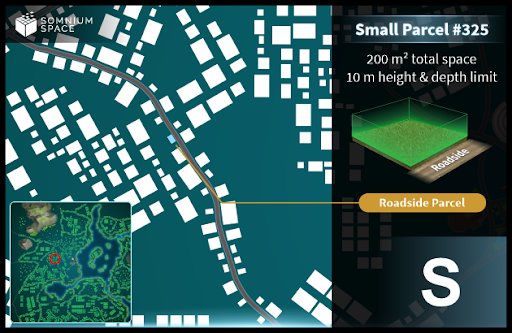 SOMNIUM
SPACE
Small Parcel #325
200 m² total space
10 m height & depth limit
Roadside
Roadside Parcel
S